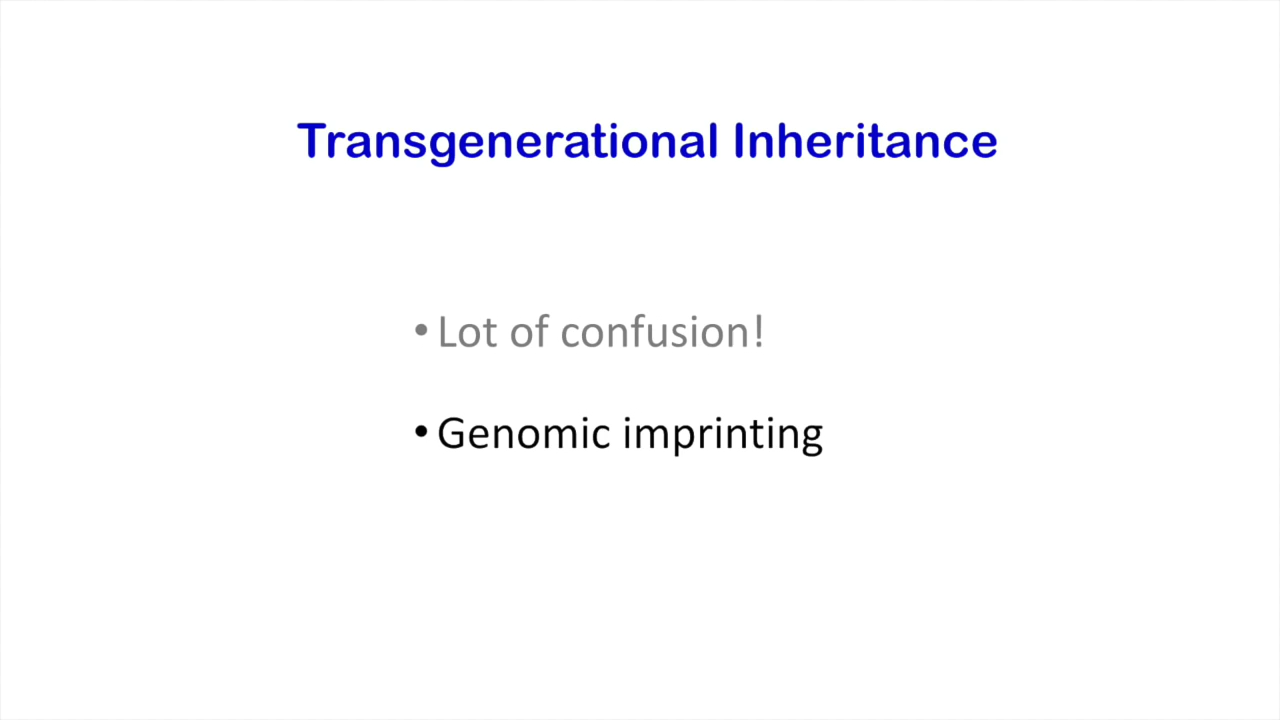 Transgenerational Inheritance
• Lot of confusion!
• Genomic imprinting